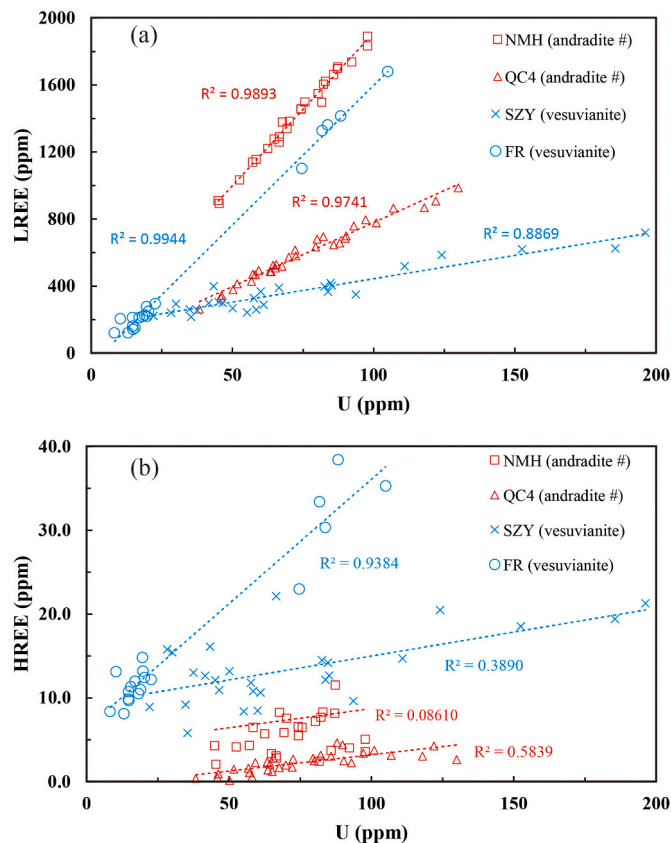 (a)
NMH (andradite #)
QC4 (andradite #)
SZY (vesuvianite)
FR (vesuvianite)
R² = 0.9893
R² = 0.9741
R² = 0.9944
R² = 0.8869
LREE (ppm)
2000
1600
1200
800
400
0
0 50 100 150 200
U (ppm)
(b)
NMH (andradite #)
QC4 (andradite #)
SZY (vesuvianite)
FR (vesuvianite)
R² = 0.9384
R² = 0.3890
R² = 0.08610
R² = 0.5839
HREE (ppm)
40.0
30.0
20.0
10.0
0.0
0 50 100 150 200
U (ppm)